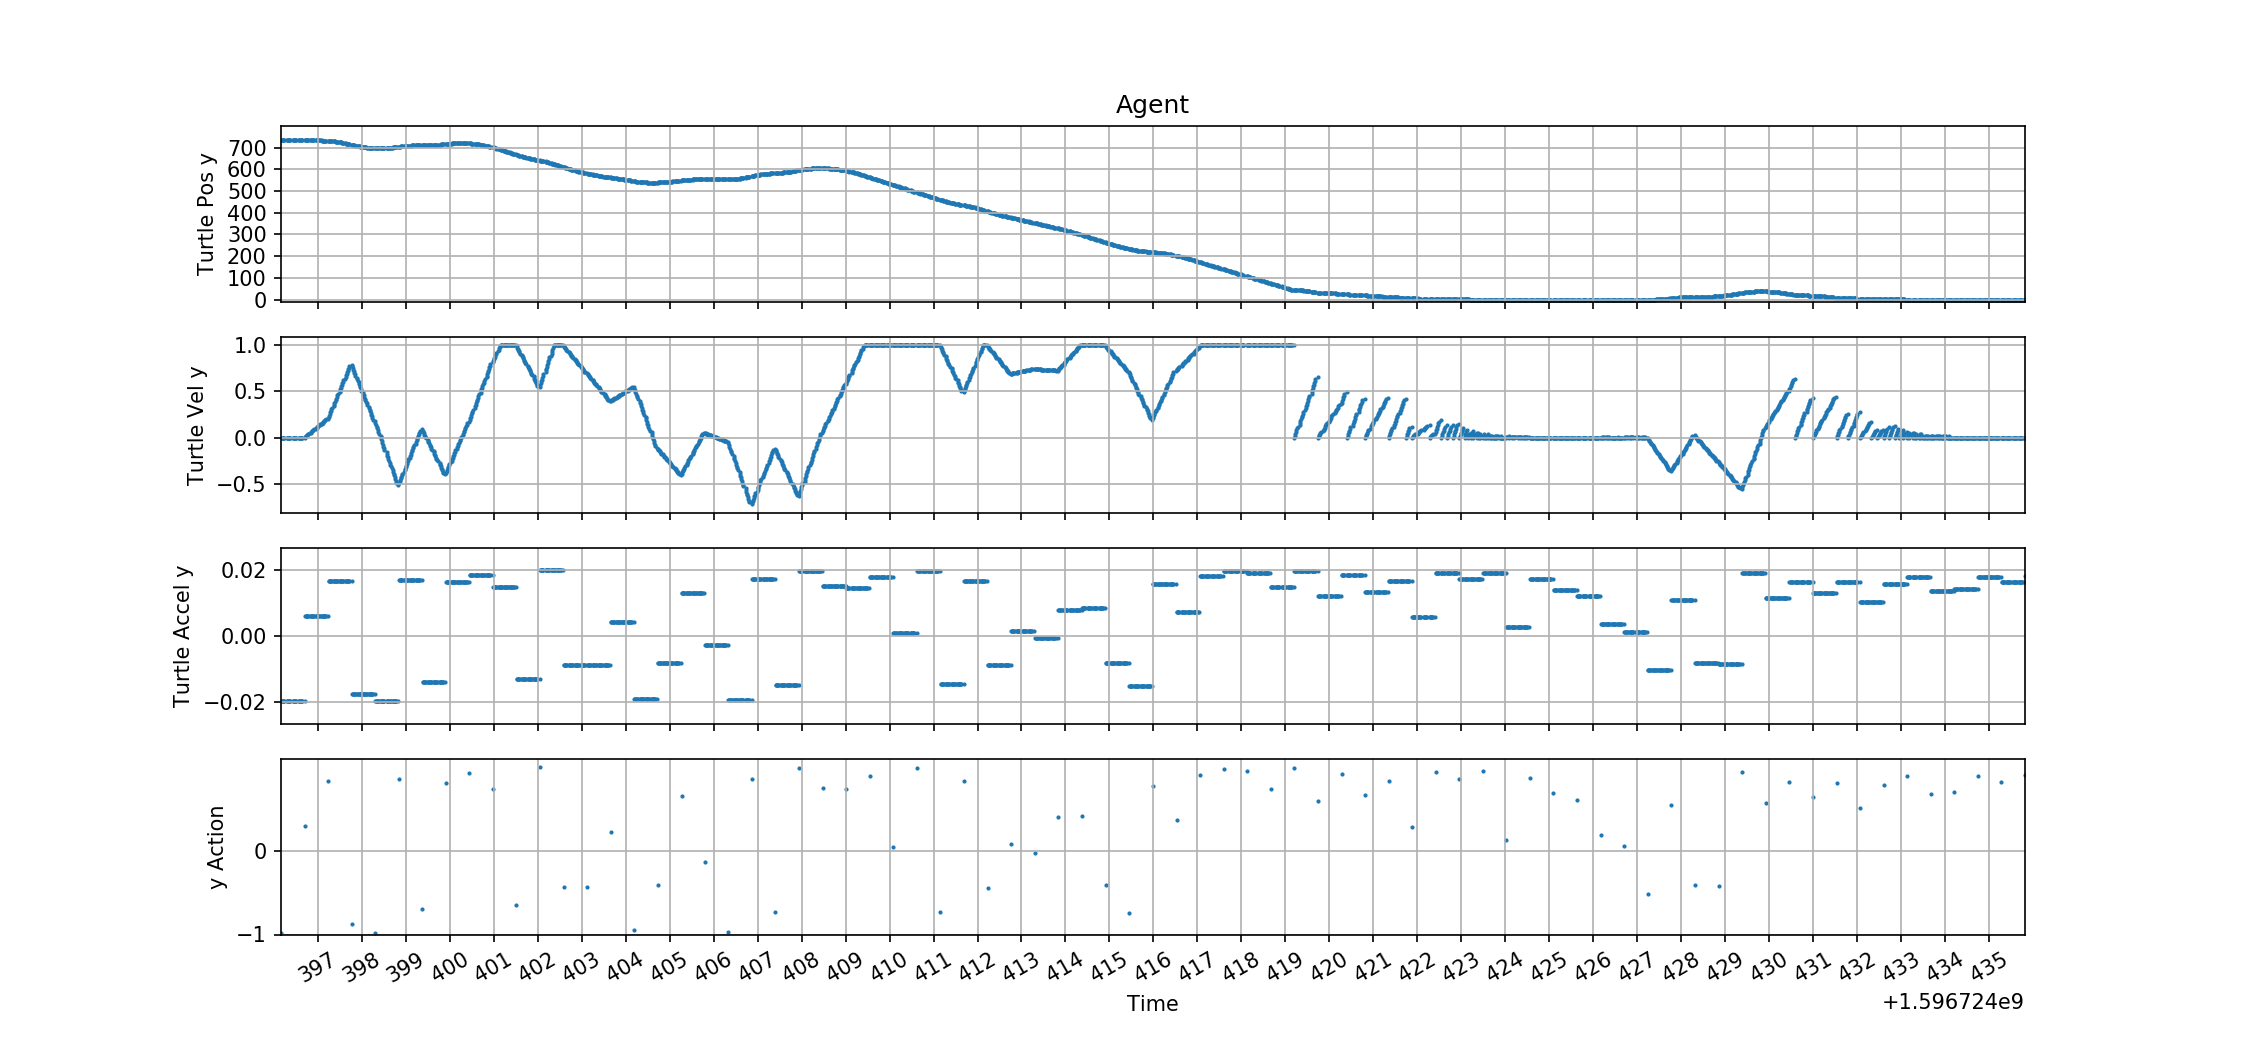 Agent
Turtle Pos y
700
600
500
400
300
200
100
0
Turtle Vel y
1.0
0.5
0.0
−0.5
Turtle Accel y
0.02
0.00
−0.02
y Action
0
−1
397 398 399 400 401 402 403 404 405 406 407 408 409 410 411 412 413 414 415 416 417 418 419 420 421 422 423 424 425 426 427 428 429 430 431 432 433 434 435
Time
+1.596724e9